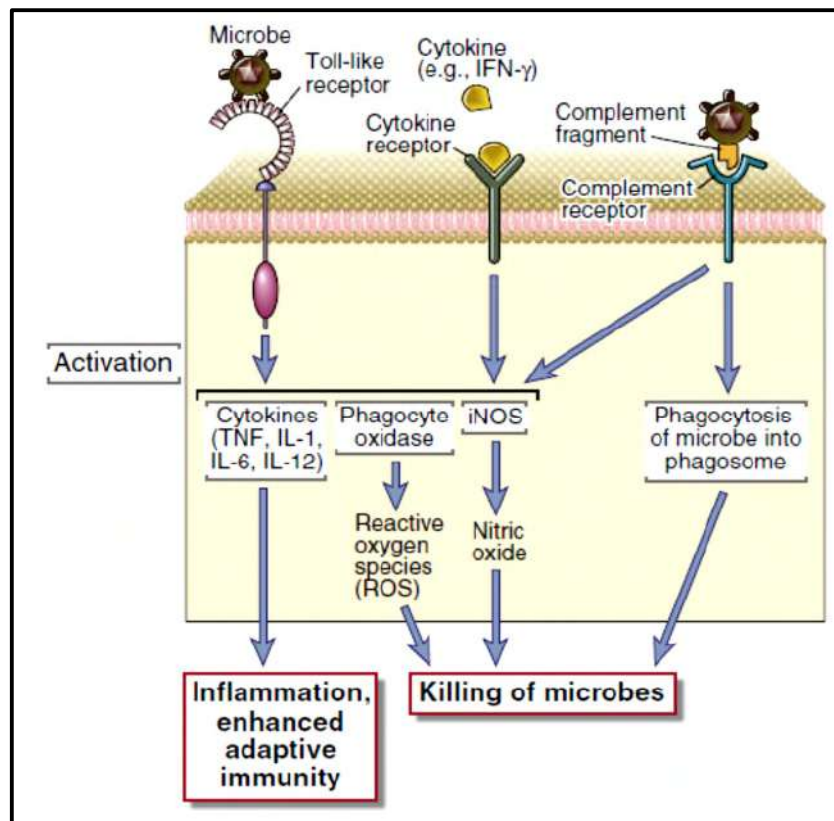 Microbe
Toll-like
receptor
Cytokine
(e.g., IFN-γ)
Cytokine
receptor
Complement
fragment
Complement
receptor
Activation
Cytokines
(TNF, IL-1,
IL-6, IL-12)
Phagocyte
oxidase
iNOS
Phagocytosis
of microbe into
phagosome
Reactive
oxygen
species
(ROS)
Nitric
oxide
Inflammation,
enhanced
adaptive
immunity
Killing of microbes